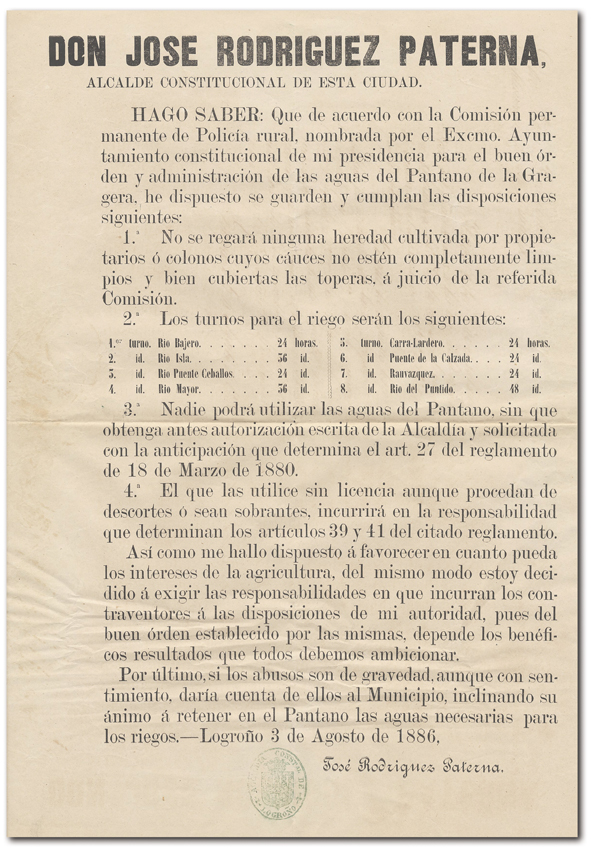 DON JOSE RODRIGUEZ PATERNA,
ALCALDE CONSTITUCIONAL DE ESTA CIUDAD.
HAGO SABER: Que de acuerdo con la Comisión per-
manente de Policía rural, nombrada por el Excmo. Ayun-
tamiento constitucional de mi presidencia para el buen ór-
den y administración de las aguas del Pantano de la Gra-
gera, he dispuesto se guarden y cumplan las disposiciones
siguientes:
1.ª No se regará ninguna heredad cultivada por propie-
tarios ó colonos cuyos cáuces no estén completamente lim-
pios y bien cubiertas las toperas, á juicio de la referida
Comisión.
2.ª Los turnos para el riego serán los siguientes:
1.er turno. Rio Bajero. . . . . . . 24 horas.
2. id. Rio Isla. . . . . . . . 36 id.
3. id. Rio Puente Ceballos. . . . 24 id.
4. id. Rio Mayor. . . . . . . 36 id.
5. turno. Carra-Lardero. . . . . . 24 horas.
6. id Puente de la Calzada. . . . 24 id.
7. id Rauvazquez. . . . . . . 24 id.
8. id. Rio del Puntido. . . . . . 48 id.
3.ª Nadie podrá utilizar las aguas del Pantano, sin que
obtenga antes autorización escrita de la Alcaldía y solicitada
con la anticipación que determina el art. 27 del reglamento
de 18 de Marzo de 1880.
4.ª El que las utilice sin licencia aunque procedan de
descortes ó sean sobrantes, incurrirá en la responsabilidad
que determinan los artículos 39 y 41 del citado reglamento.
Así como me hallo dispuesto á favorecer en cuanto pueda
los intereses de la agricultura, del mismo modo estoy deci-
dido á exigir las responsabilidades en que incurran los con-
traventores á las disposiciones de mi autoridad, pues del
buen órden establecido por las mismas, depende los benéfi-
cos resultados que todos debemos ambicionar.
Por último, si los abusos son de gravedad, aunque con sen-
timiento, daría cuenta de ellos al Municipio, inclinando su
ánimo á retener en el Pantano las aguas necesarias para
los riegos.—Logroño 3 de Agosto de 1886,
José Rodriguez Paterna.
LOGROÑO